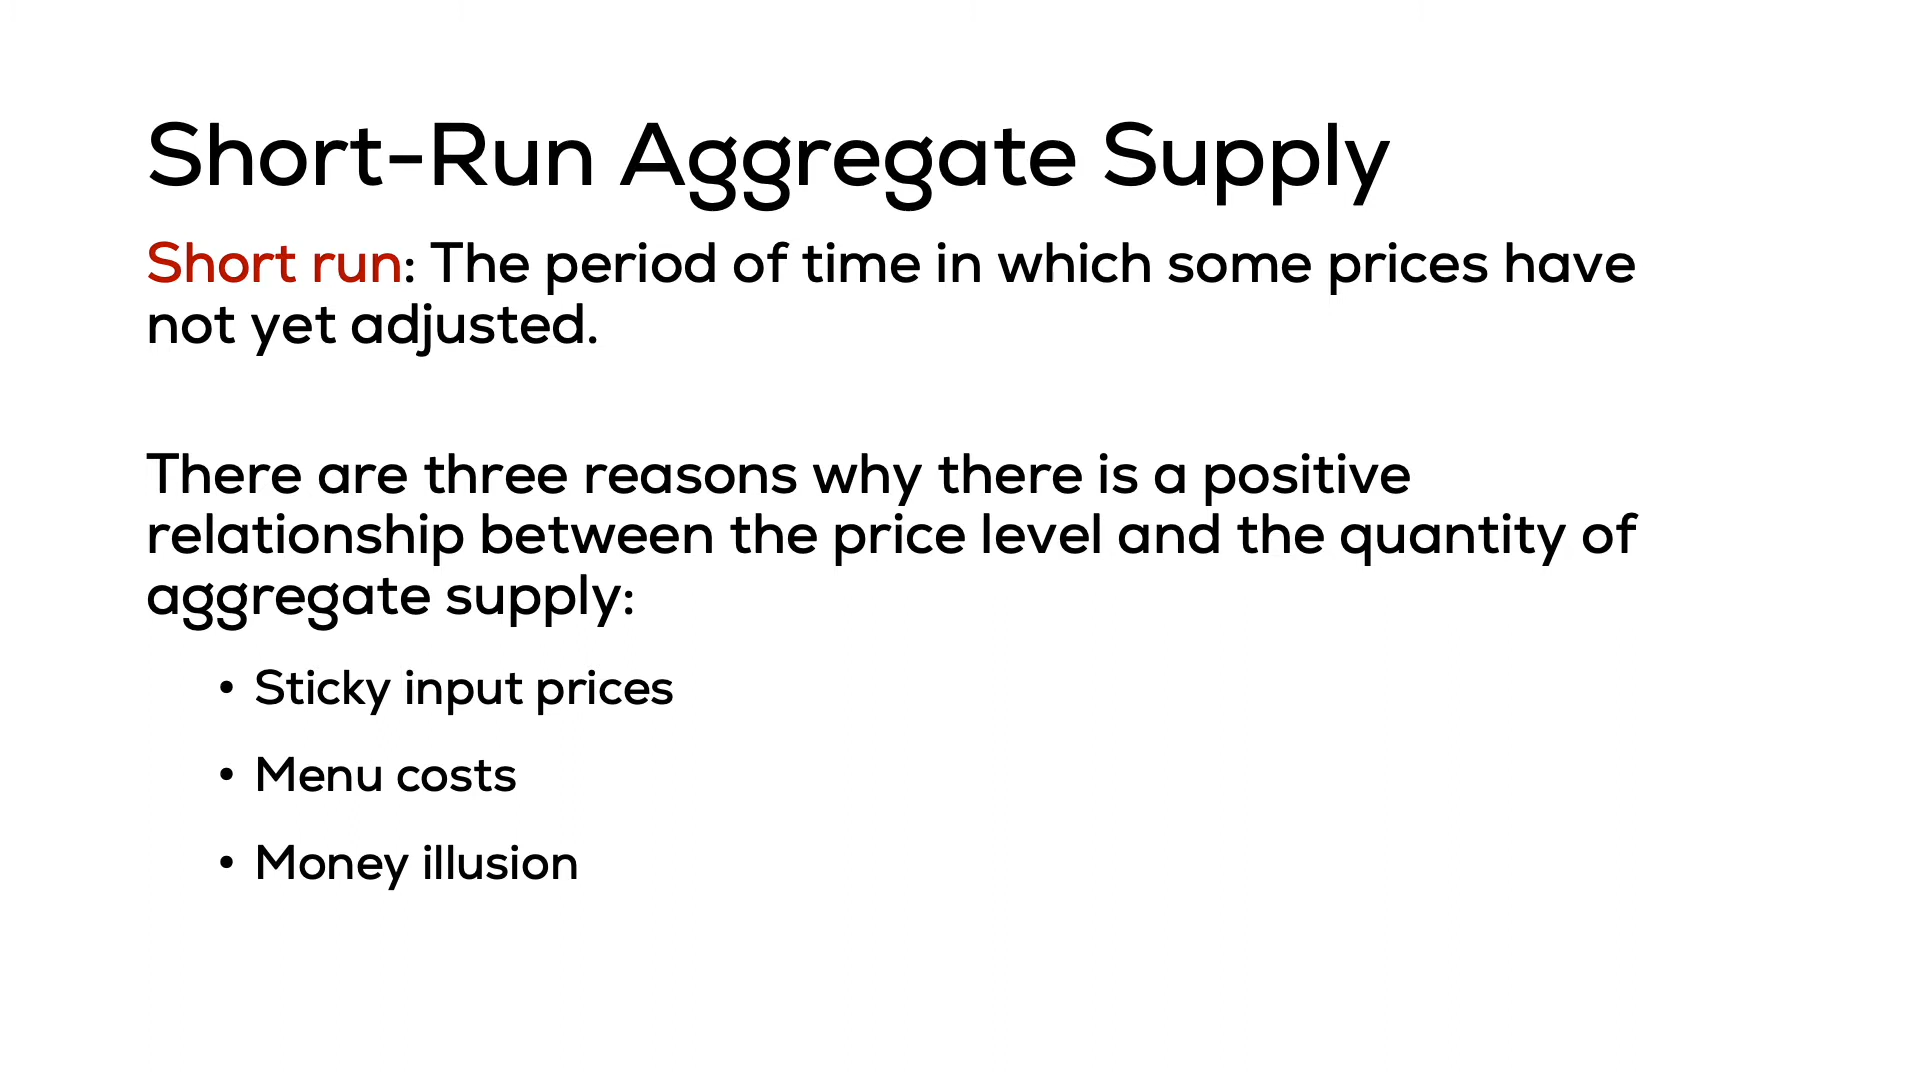 Short-Run Aggregate Supply
Short run: The period of time in which some prices have
not yet adjusted.
There are three reasons why there is a positive
relationship between the price level and the quantity of
aggregate supply:
• Sticky input prices
• Menu costs
• Money illusion